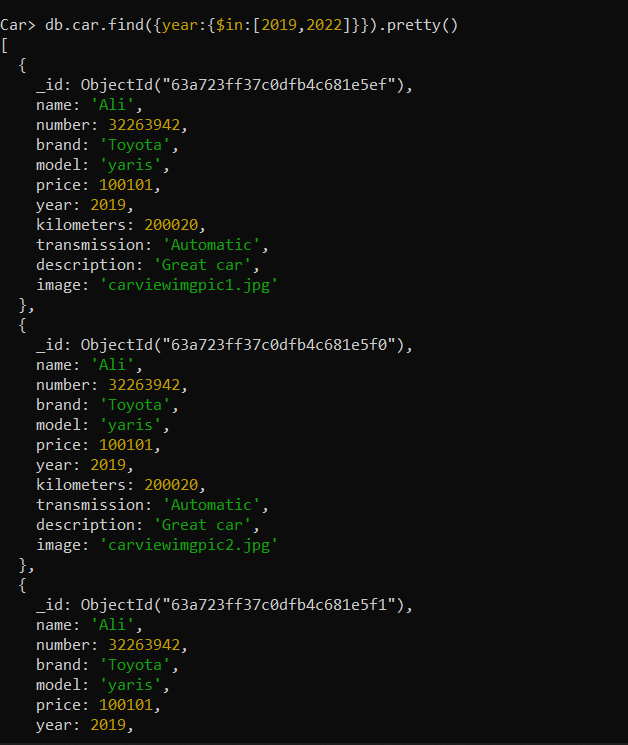 Car> db.car.find({year:{$in:[2019,2022]}}).pretty()
[
  {
    _id: ObjectId("63a723ff37c0dfb4c681e5ef"),
    name: 'Ali',
    number: 32263942,
    brand: 'Toyota',
    model: 'yaris',
    price: 100101,
    year: 2019,
    kilometers: 200020,
    transmission: 'Automatic',
    description: 'Great car',
    image: 'carviewimgpic1.jpg'
  },
  {
    _id: ObjectId("63a723ff37c0dfb4c681e5f0"),
    name: 'Ali',
    number: 32263942,
    brand: 'Toyota',
    model: 'yaris',
    price: 100101,
    year: 2019,
    kilometers: 200020,
    transmission: 'Automatic',
    description: 'Great car',
    image: 'carviewimgpic2.jpg'
  },
  {
    _id: ObjectId("63a723ff37c0dfb4c681e5f1"),
    name: 'Ali',
    number: 32263942,
    brand: 'Toyota',
    model: 'yaris',
    price: 100101,
    year: 2019,